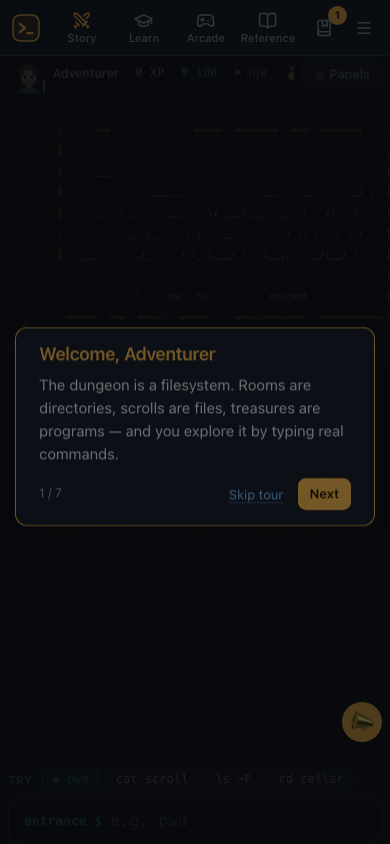 1
Story Learn Arcade Reference
Adventurer 0 XP ♥ 100 0/8 ≡ Panels
Welcome, Adventurer
The dungeon is a filesystem. Rooms are
directories, scrolls are files, treasures are
programs — and you explore it by typing real
commands.
1 / 7 Skip tour Next
TRY ◆ pwd cat scroll ls -F cd cellar
entrance $ e.g. pwd